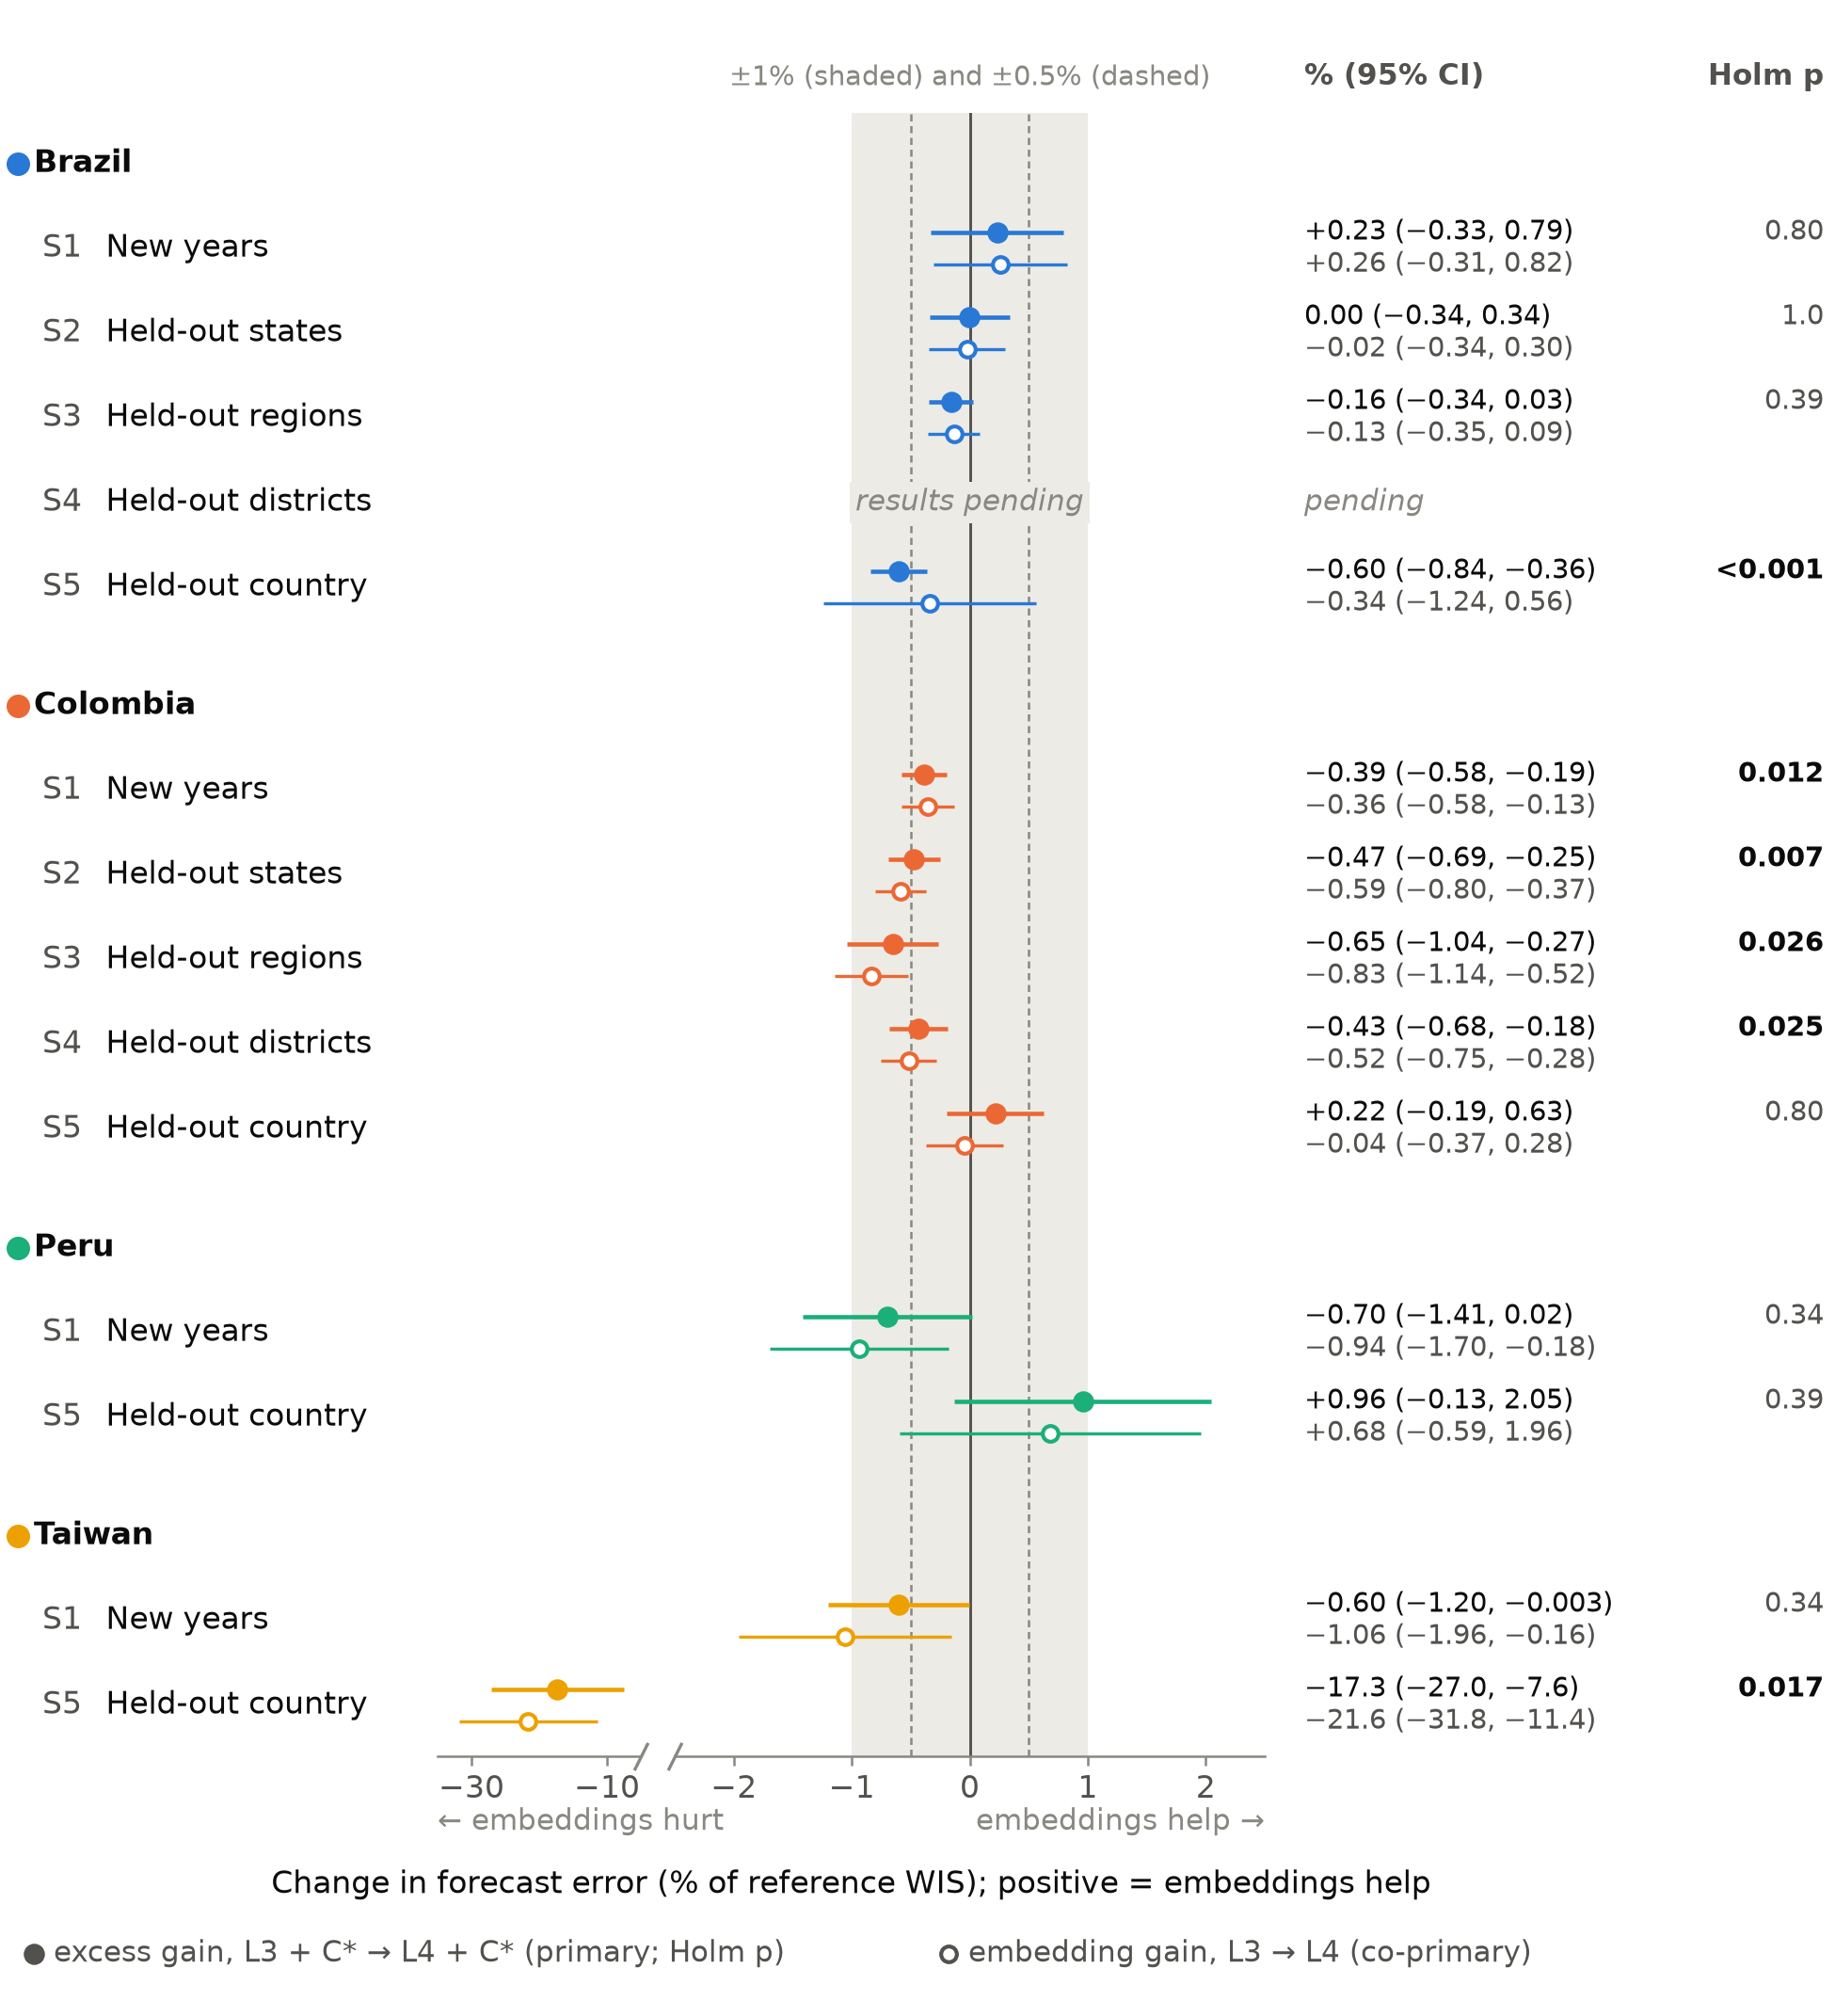 ±1% (shaded) and ±0.5% (dashed) % (95% CI) Holm p
Brazil
S1 New years +0.23 (−0.33, 0.79) 0.80
+0.26 (−0.31, 0.82)
S2 Held-out states 0.00 (−0.34, 0.34) 1.0
−0.02 (−0.34, 0.30)
S3 Held-out regions −0.16 (−0.34, 0.03) 0.39
−0.13 (−0.35, 0.09)
S4 Held-out districts results pending pending
S5 Held-out country −0.60 (−0.84, −0.36) <0.001
−0.34 (−1.24, 0.56)
Colombia
S1 New years −0.39 (−0.58, −0.19) 0.012
−0.36 (−0.58, −0.13)
S2 Held-out states −0.47 (−0.69, −0.25) 0.007
−0.59 (−0.80, −0.37)
S3 Held-out regions −0.65 (−1.04, −0.27) 0.026
−0.83 (−1.14, −0.52)
S4 Held-out districts −0.43 (−0.68, −0.18) 0.025
−0.52 (−0.75, −0.28)
S5 Held-out country +0.22 (−0.19, 0.63) 0.80
−0.04 (−0.37, 0.28)
Peru
S1 New years −0.70 (−1.41, 0.02) 0.34
−0.94 (−1.70, −0.18)
S5 Held-out country +0.96 (−0.13, 2.05) 0.39
+0.68 (−0.59, 1.96)
Taiwan
S1 New years −0.60 (−1.20, −0.003) 0.34
−1.06 (−1.96, −0.16)
S5 Held-out country −17.3 (−27.0, −7.6) 0.017
−21.6 (−31.8, −11.4)
−30 −10 −2 −1 0 1 2
← embeddings hurt embeddings help →
Change in forecast error (% of reference WIS); positive = embeddings help
excess gain, L3 + C* → L4 + C* (primary; Holm p) embedding gain, L3 → L4 (co-primary)